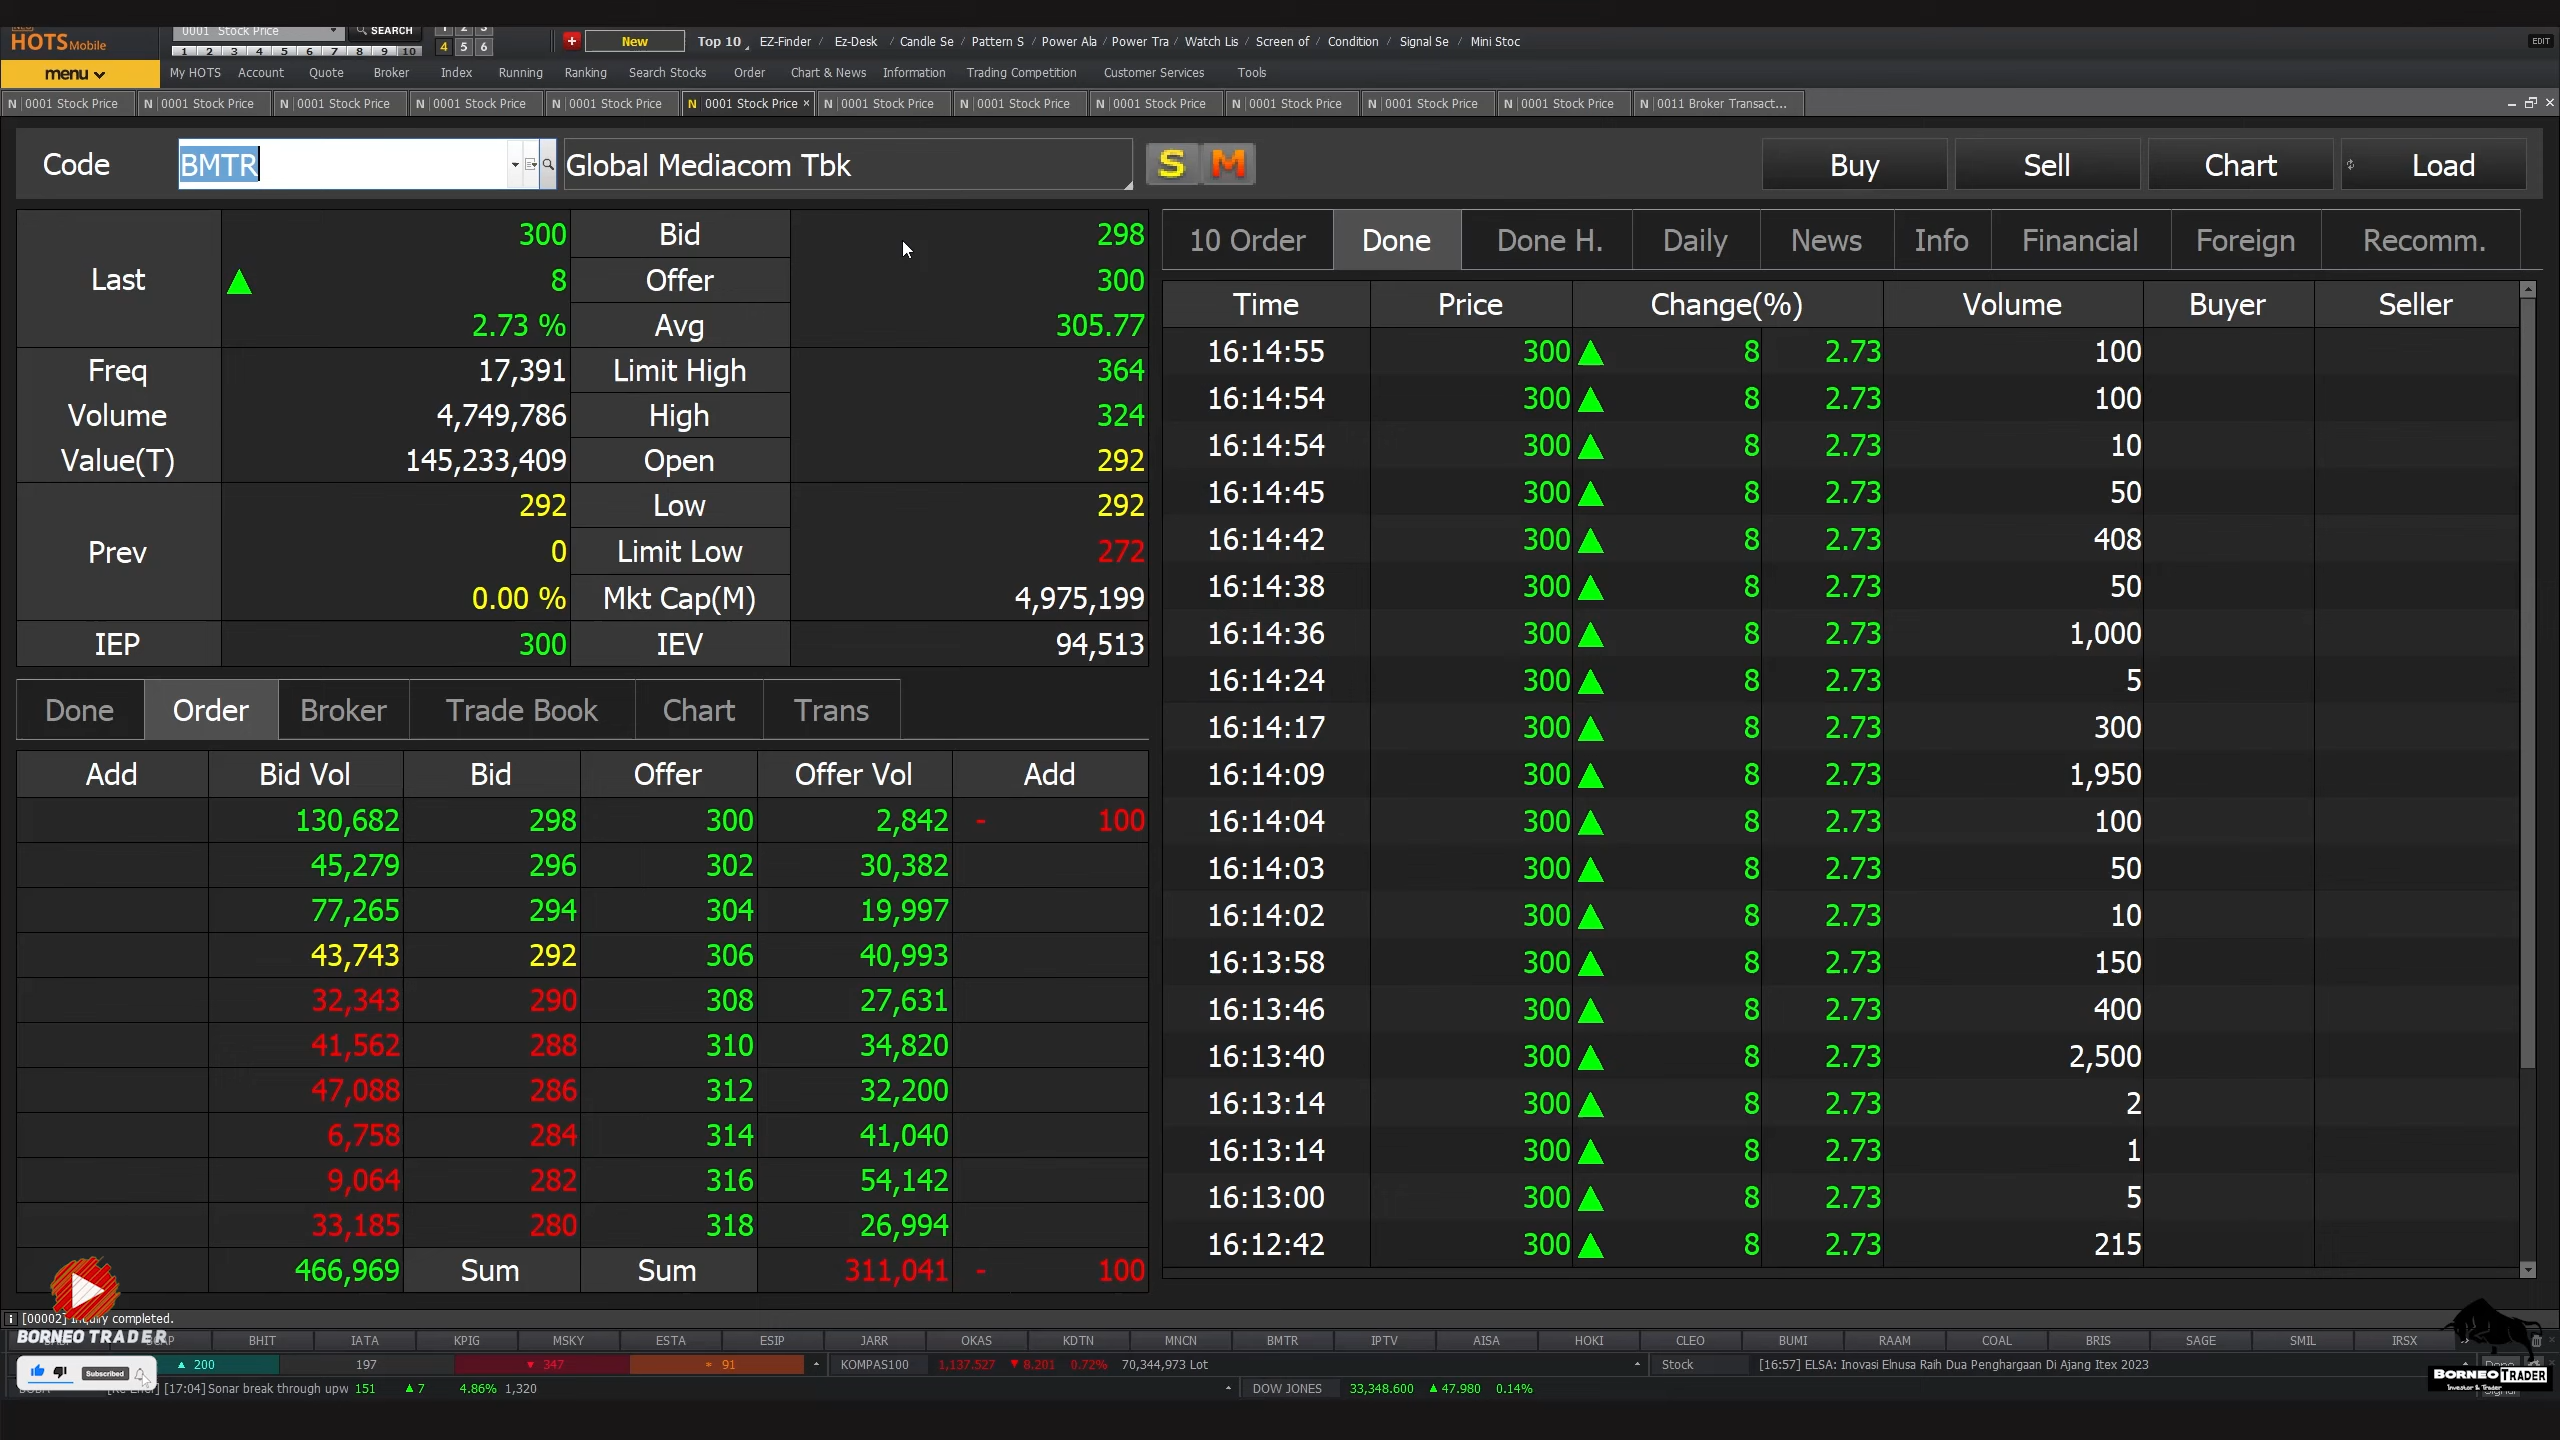 HOTS Mobile
0001 Stock Price
SEARCH
1 2 3 4 5 6 7 8 9 10
1 2 3
4 5 6
New
Top 10 EZ-Finder / Ez-Desk / Candle Se / Pattern S / Power Ala / Power Tra / Watch Lis / Screen of / Condition / Signal Se / Mini Stoc
EDIT
menu
My HOTS Account Quote Broker Index Running Ranking Search Stocks Order Chart & News Information Trading Competition Customer Services Tools
N 0001 Stock Price N 0001 Stock Price N 0001 Stock Price N 0001 Stock Price N 0001 Stock Price N 0001 Stock Price × N 0001 Stock Price N 0001 Stock Price N 0001 Stock Price N 0001 Stock Price N 0001 Stock Price N 0001 Stock Price N 0011 Broker Transact...
Code BMTR Global Mediacom Tbk S M Buy Sell Chart Load
Last 300 Bid 298
▲ 8 Offer 300
2.73 % Avg 305.77
Freq 17,391 Limit High 364
Volume 4,749,786 High 324
Value(T) 145,233,409 Open 292
Prev 292 Low 292
0 Limit Low 272
0.00 % Mkt Cap(M) 4,975,199
IEP 300 IEV 94,513
Done Order Broker Trade Book Chart Trans
Add Bid Vol Bid Offer Offer Vol Add
130,682 298 300 2,842 - 100
45,279 296 302 30,382
77,265 294 304 19,997
43,743 292 306 40,993
32,343 290 308 27,631
41,562 288 310 34,820
47,088 286 312 32,200
6,758 284 314 41,040
9,064 282 316 54,142
33,185 280 318 26,994
466,969 Sum Sum 311,041 - 100
10 Order Done Done H. Daily News Info Financial Foreign Recomm.
Time Price Change(%) Volume Buyer Seller
16:14:55 300 ▲ 8 2.73 100
16:14:54 300 ▲ 8 2.73 100
16:14:54 300 ▲ 8 2.73 10
16:14:45 300 ▲ 8 2.73 50
16:14:42 300 ▲ 8 2.73 408
16:14:38 300 ▲ 8 2.73 50
16:14:36 300 ▲ 8 2.73 1,000
16:14:24 300 ▲ 8 2.73 5
16:14:17 300 ▲ 8 2.73 300
16:14:09 300 ▲ 8 2.73 1,950
16:14:04 300 ▲ 8 2.73 100
16:14:03 300 ▲ 8 2.73 50
16:14:02 300 ▲ 8 2.73 10
16:13:58 300 ▲ 8 2.73 150
16:13:46 300 ▲ 8 2.73 400
16:13:40 300 ▲ 8 2.73 2,500
16:13:14 300 ▲ 8 2.73 2
16:13:14 300 ▲ 8 2.73 1
16:13:00 300 ▲ 8 2.73 5
16:12:42 300 ▲ 8 2.73 215
[00002] Inquiry completed.
BORNEO TRADER
BHIT IATA KPIG MSKY ESTA ESIP JARR OKAS KDTN MNCN BMTR IPTV AISA HOKI CLEO BUMI RAAM COAL BRIS SAGE SMIL IRSX
▲ 200 197 ▼ 347 91 KOMPAS100 1,137.527 ▼ 8.201 0.72% 70,344,973 Lot Stock [16:57] ELSA: Inovasi Elnusa Raih Dua Penghargaan Di Ajang Itex 2023
Subscribed
[17:04] Sonar break through upw 151 ▲ 7 4.86% 1,320 DOW JONES 33,348.600 ▲ 47.980 0.14%
BORNEO TRADER
Investor & Trader